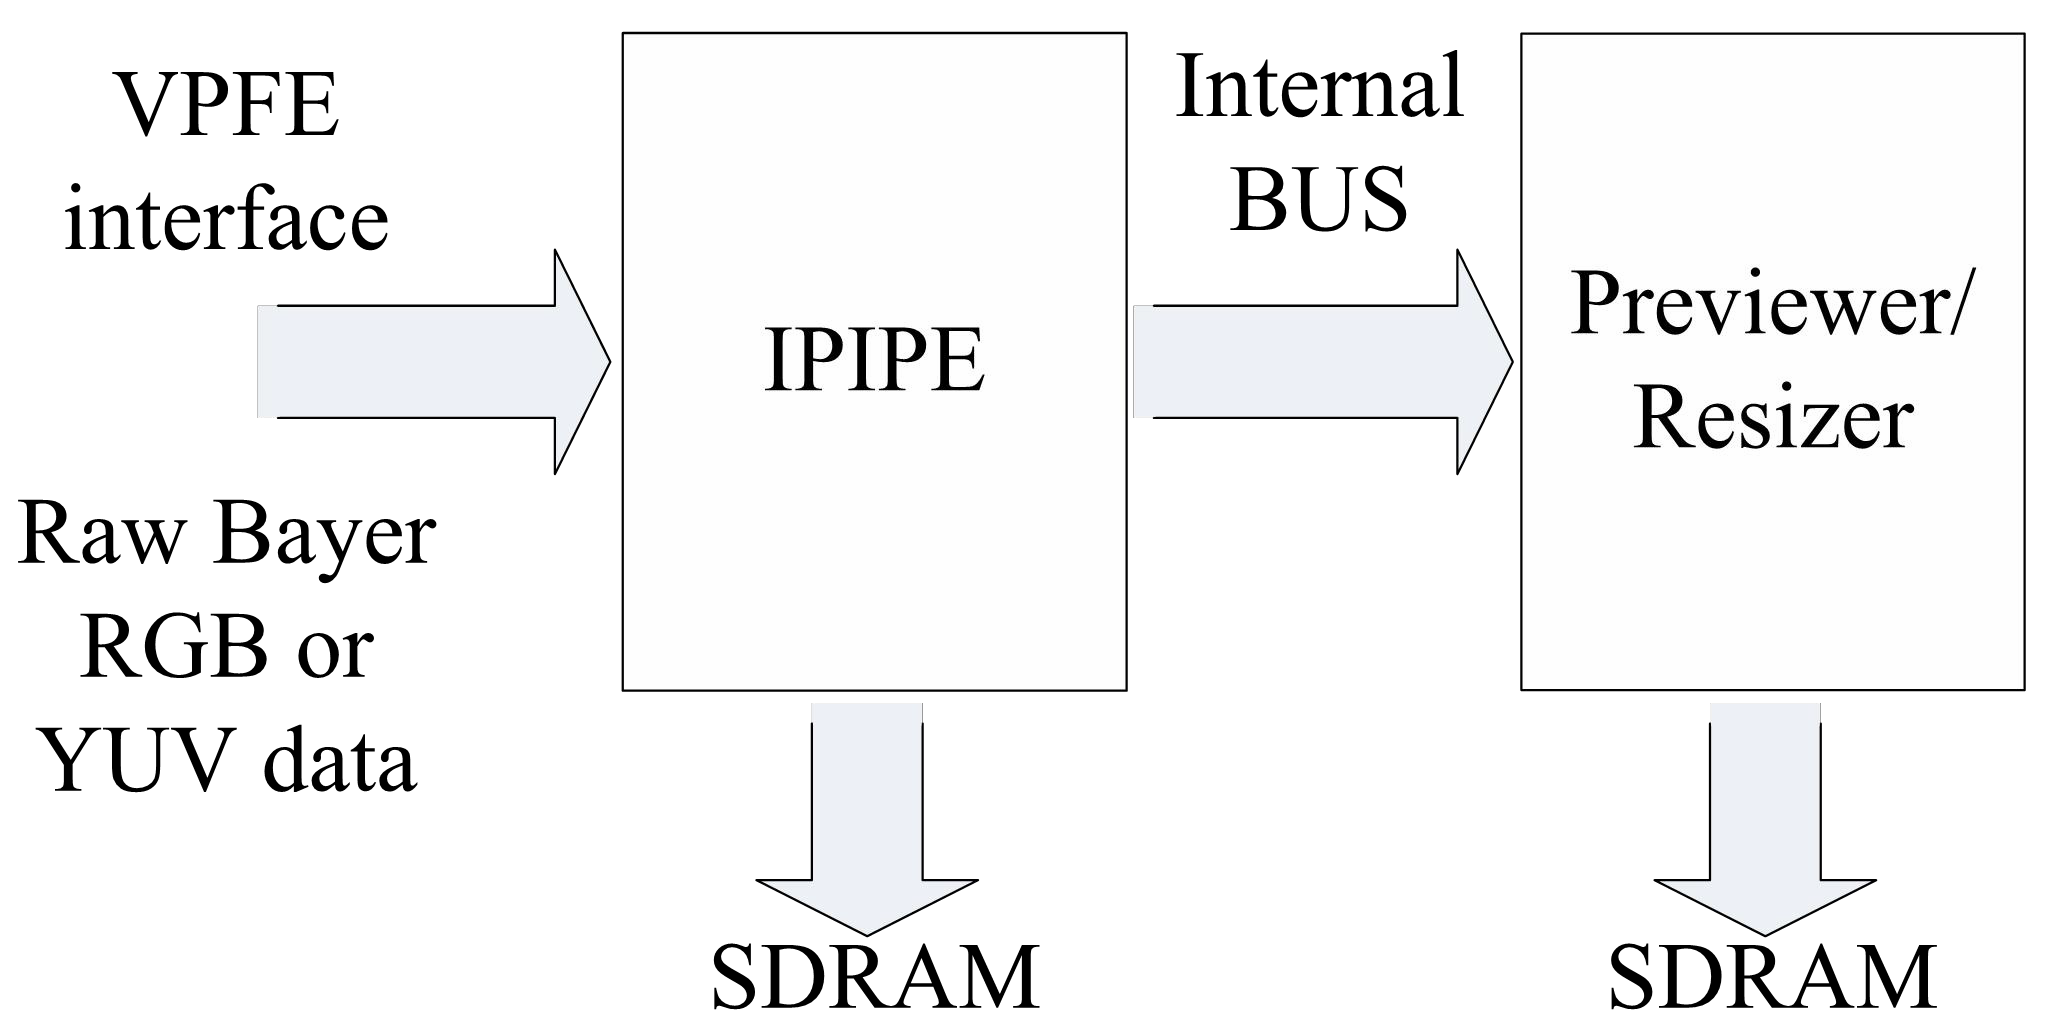 VPFE
interface
Raw Bayer
RGB or
YUV data
IPIPE
SDRAM
Internal
BUS
Previewer/
Resizer
SDRAM